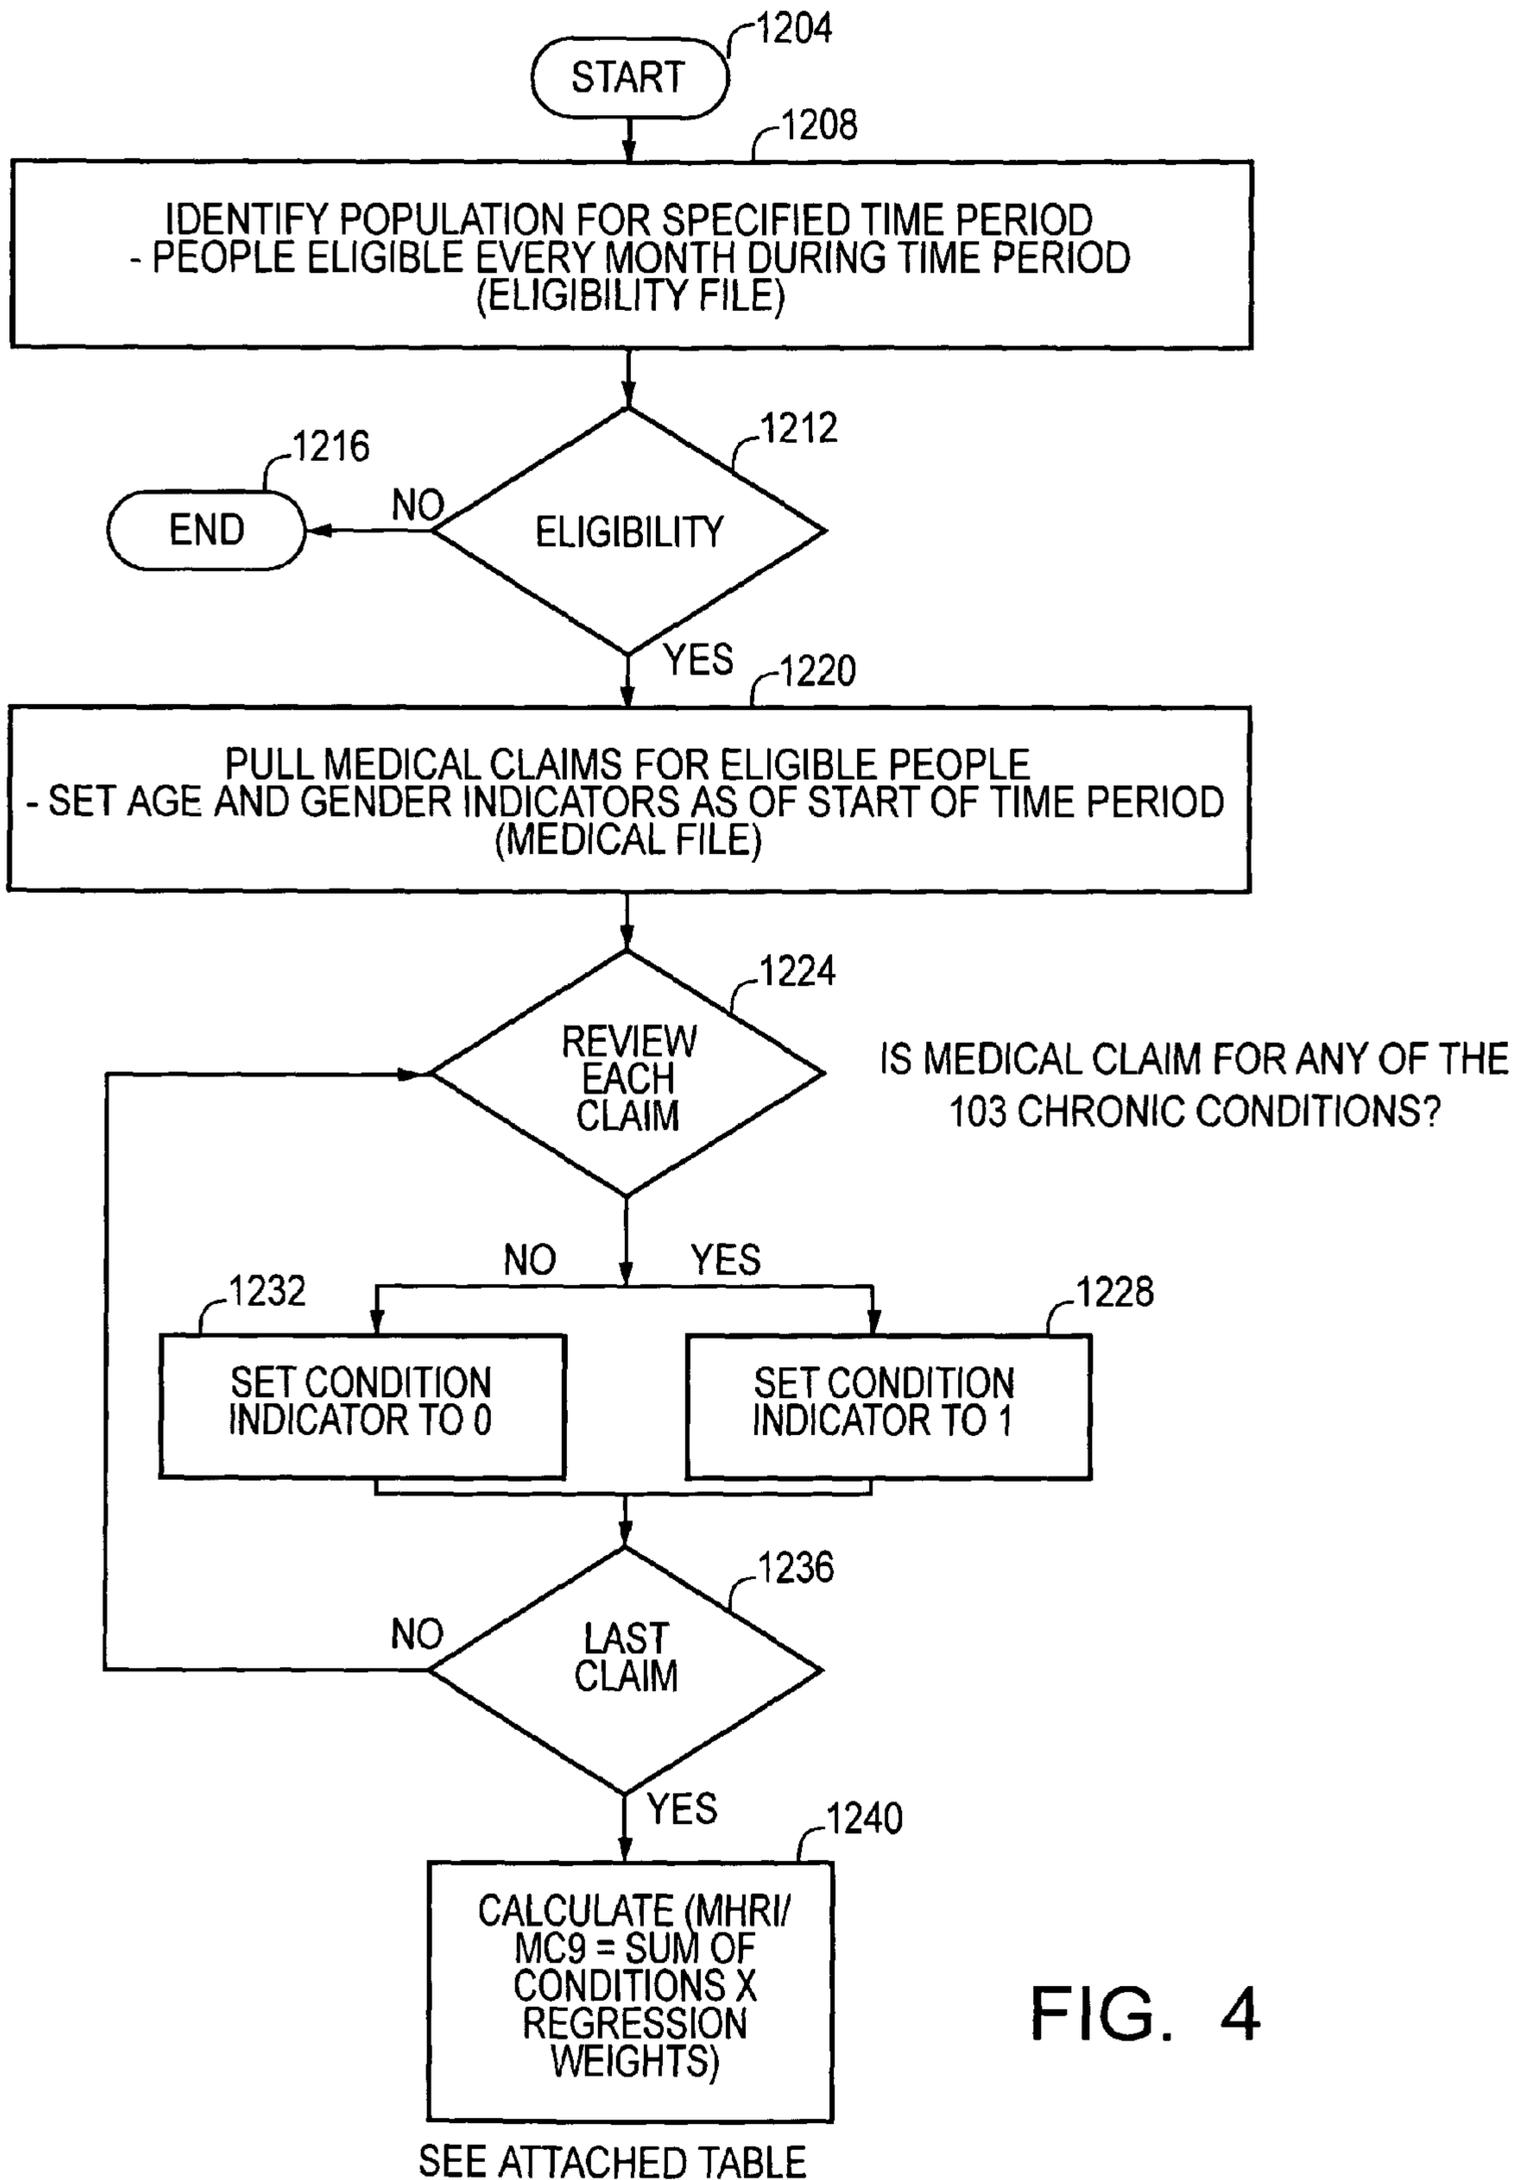 1204
START
1208
IDENTIFY POPULATION FOR SPECIFIED TIME PERIOD
- PEOPLE ELIGIBLE EVERY MONTH DURING TIME PERIOD
(ELIGIBILITY FILE)
1212
1216
NO
END
ELIGIBILITY
YES
1220
PULL MEDICAL CLAIMS FOR ELIGIBLE PEOPLE
- SET AGE AND GENDER INDICATORS AS OF START OF TIME PERIOD
(MEDICAL FILE)
1224
REVIEW
EACH
CLAIM
IS MEDICAL CLAIM FOR ANY OF THE
103 CHRONIC CONDITIONS?
NO
YES
1232
1228
SET CONDITION
INDICATOR TO 0
SET CONDITION
INDICATOR TO 1
1236
NO
LAST
CLAIM
YES
1240
CALCULATE (MHRI/
MC9 = SUM OF
CONDITIONS X
REGRESSION
WEIGHTS)
FIG. 4
SEE ATTACHED TABLE